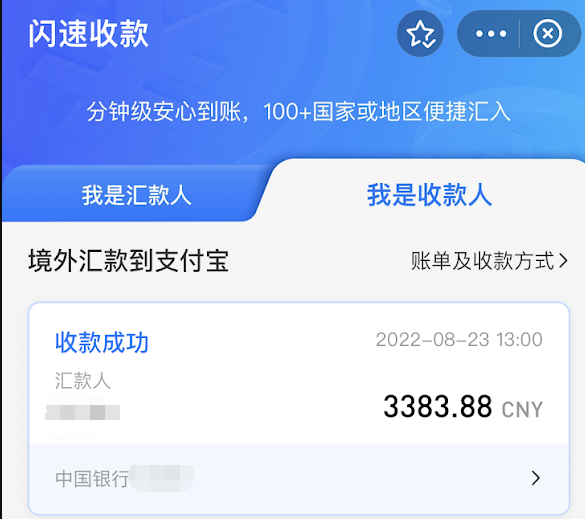 闪速收款
分钟级安心到账，100+国家或地区便捷汇入
我是汇款人
我是收款人
境外汇款到支付宝
账单及收款方式
收款成功
2022-08-23 13:00
汇款人
3383.88 CNY
中国银行